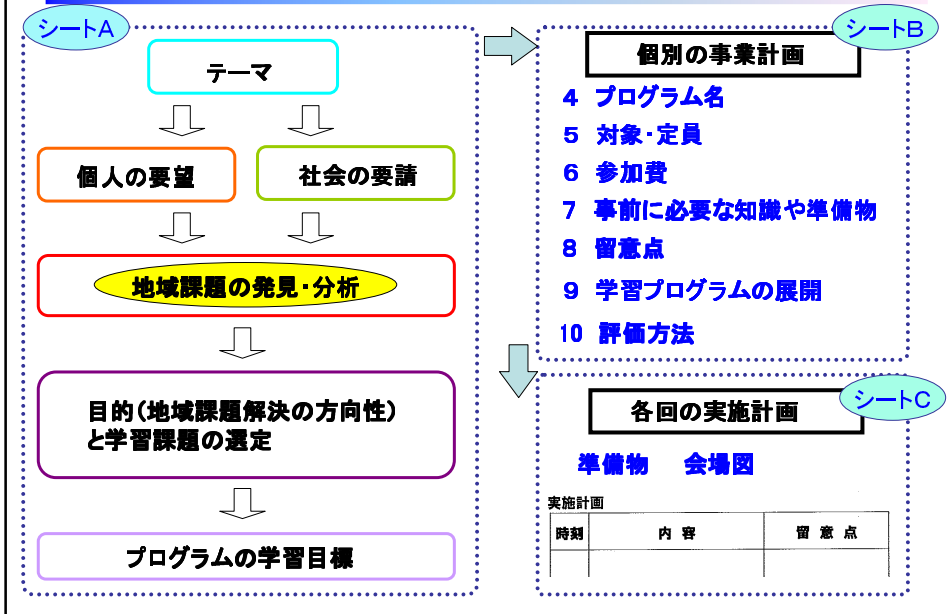 シートA
テーマ
個人の要望
社会の要請
地域課題の発見・分析
目的(地域課題解決の方向性)
と学習課題の選定
プログラムの学習目標
シートB
個別の事業計画
4 プログラム名
5 対象・定員
6 参加費
7 事前に必要な知識や準備物
8 留意点
9 学習プログラムの展開
10 評価方法
シートC
各回の実施計画
準備物 会場図
実施計画
時刻 内容 留意点